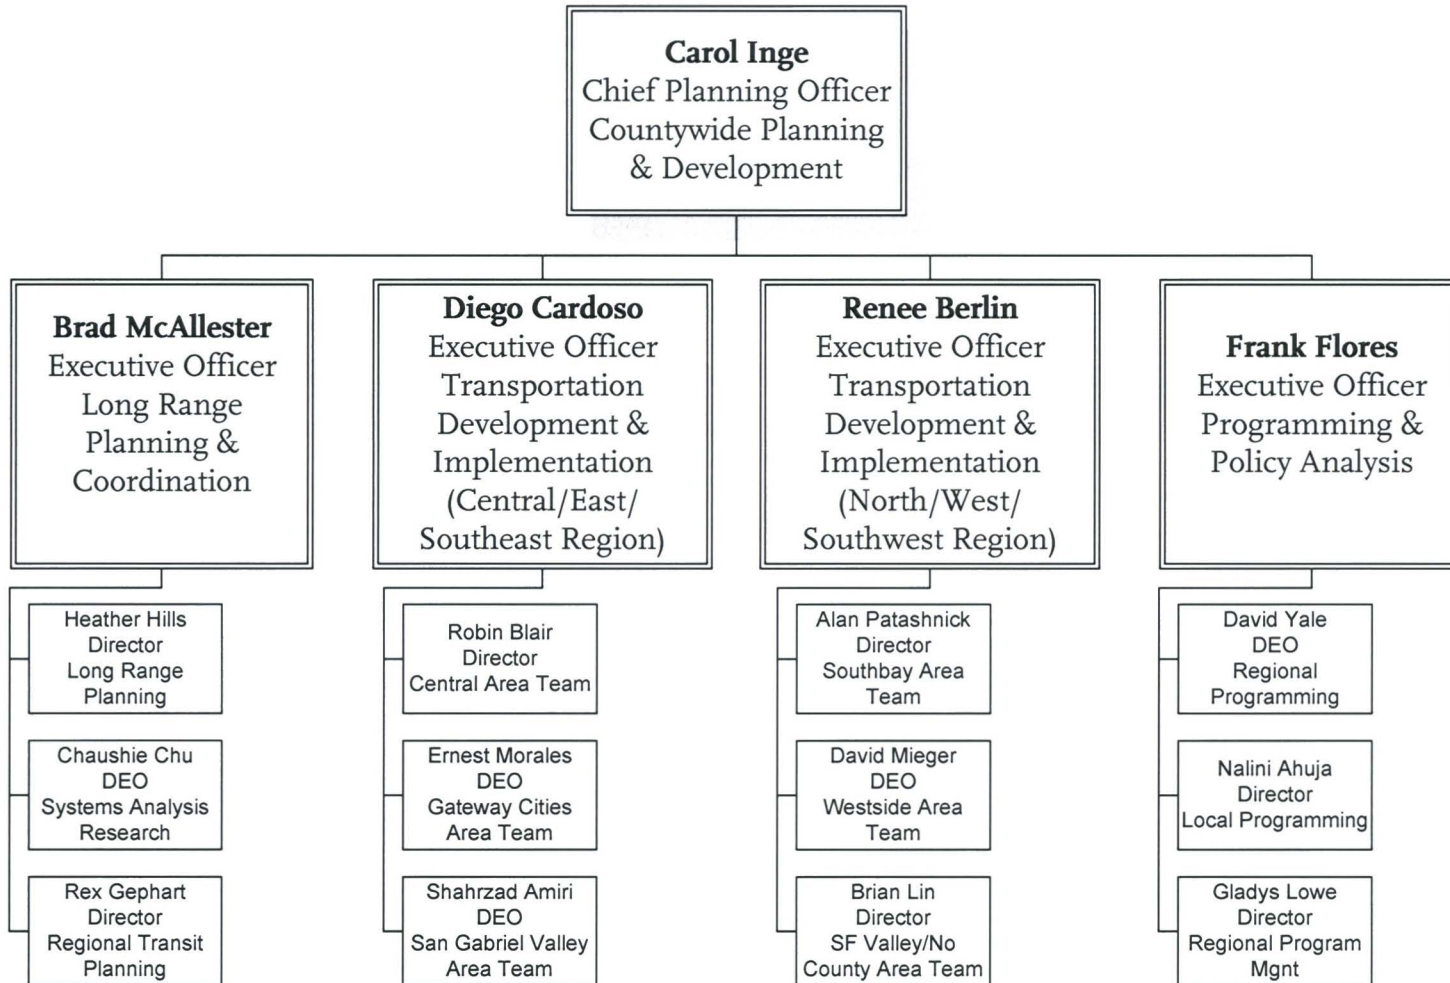 Carol Inge
Chief Planning Officer
Countywide Planning
& Development
Brad McAllester
Executive Officer
Long Range
Planning &
Coordination
Diego Cardoso
Executive Officer
Transportation
Development &
Implementation
(Central/East/
Southeast Region)
Renee Berlin
Executive Officer
Transportation
Development &
Implementation
(North/West/
Southwest Region)
Frank Flores
Executive Officer
Programming &
Policy Analysis
Heather Hills
Director
Long Range
Planning
Chaushie Chu
DEO
Systems Analysis
Research
Rex Gephart
Director
Regional Transit
Planning
Robin Blair
Director
Central Area Team
Ernest Morales
DEO
Gateway Cities
Area Team
Shahrzad Amiri
DEO
San Gabriel Valley
Area Team
Alan Patashnick
Director
Southbay Area
Team
David Mieger
DEO
Westside Area
Team
Brian Lin
Director
SF Valley/No
County Area Team
David Yale
DEO
Regional
Programming
Nalini Ahuja
Director
Local Programming
Gladys Lowe
Director
Regional Program
Mgnt